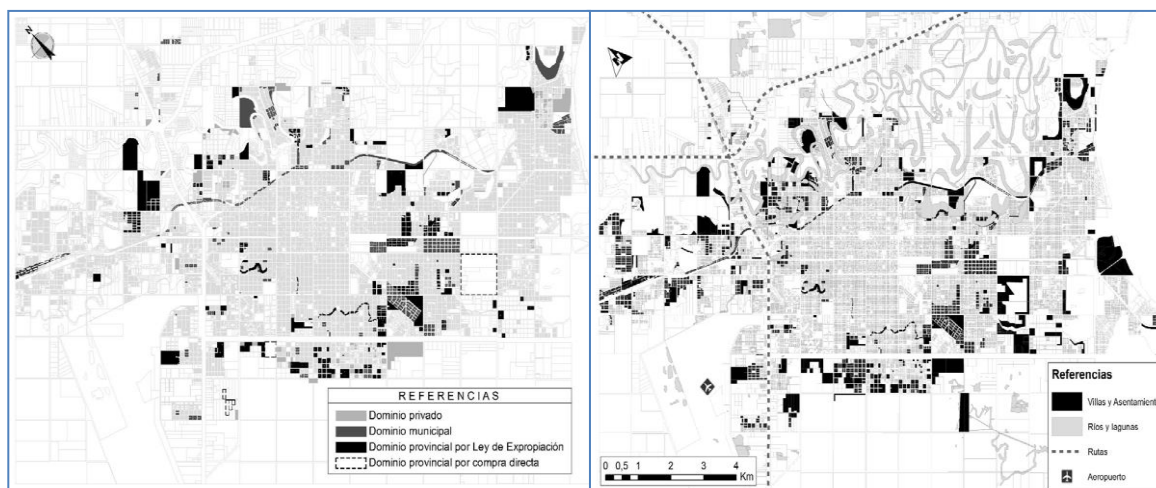 N
REFERENCIAS
Dominio privado
Dominio municipal
Dominio provincial por Ley de Expropiación
Dominio provincial por compra directa
Referencias
Villas y Asentamient
Ríos y lagunas
Rutas
Aeropuerto
0 0,5 1 2 3 4
Km